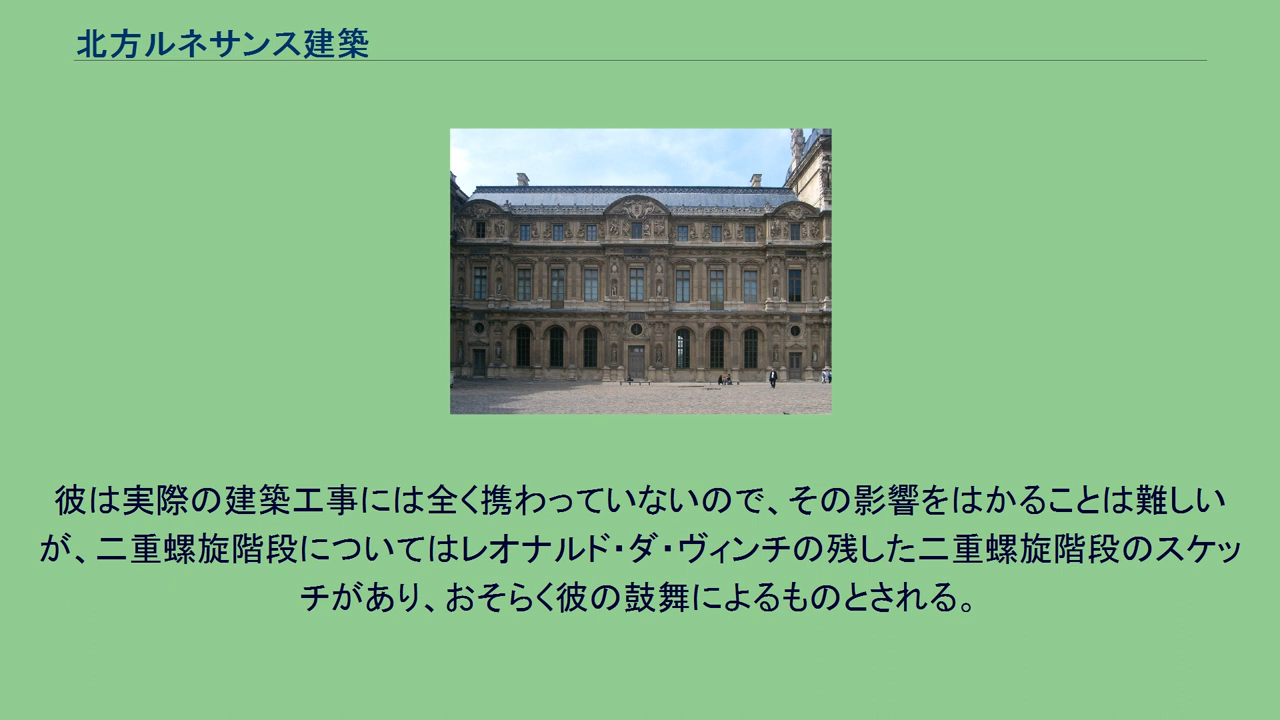 北方ルネサンス建築
彼は実際の建築工事には全く携わっていないので、その影響をはかることは難しい
が、二重螺旋階段についてはレオナルド・ダ・ヴィンチの残した二重螺旋階段のスケッ
チがあり、おそらく彼の鼓舞によるものとされる。